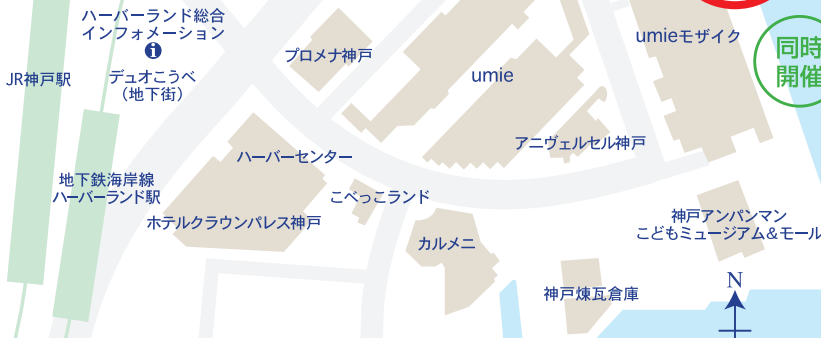 ハーバーランド総合
インフォメーション
i
プロメナ神戸
umieモザイク
同時
開催
JR神戸駅
デュオこうべ
（地下街）
umie
アニヴェルセル神戸
ハーバーセンター
地下鉄海岸線
ハーバーランド駅
こべっこランド
ホテルクラウンパレス神戸
カルメニ
神戸アンパンマン
こどもミュージアム&モール
神戸煉瓦倉庫
N